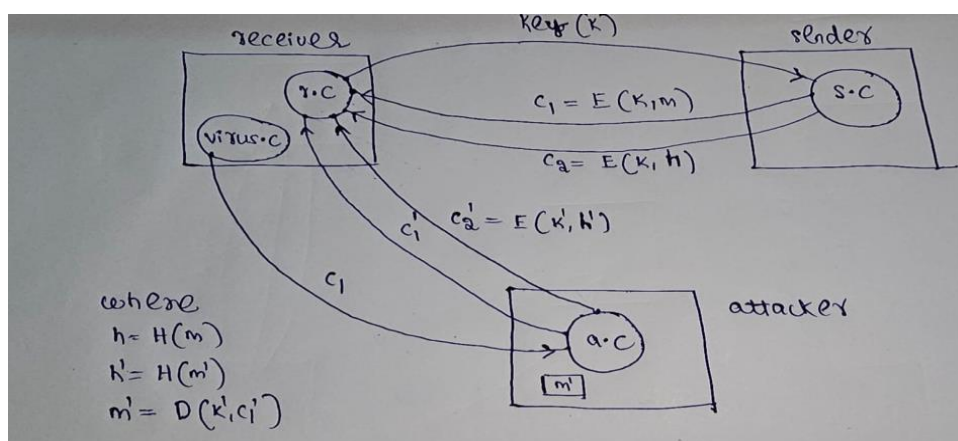 receiver
key (K)
sender
r.c
s.c
C₁ = E (K, m)
virus.c
C₂ = E (K, h)
C₂' = E (K', h')
C₁'
C₁
where
h = H(m)
h' = H(m')
m' = D(K', C₁')
attacker
a.c
m'